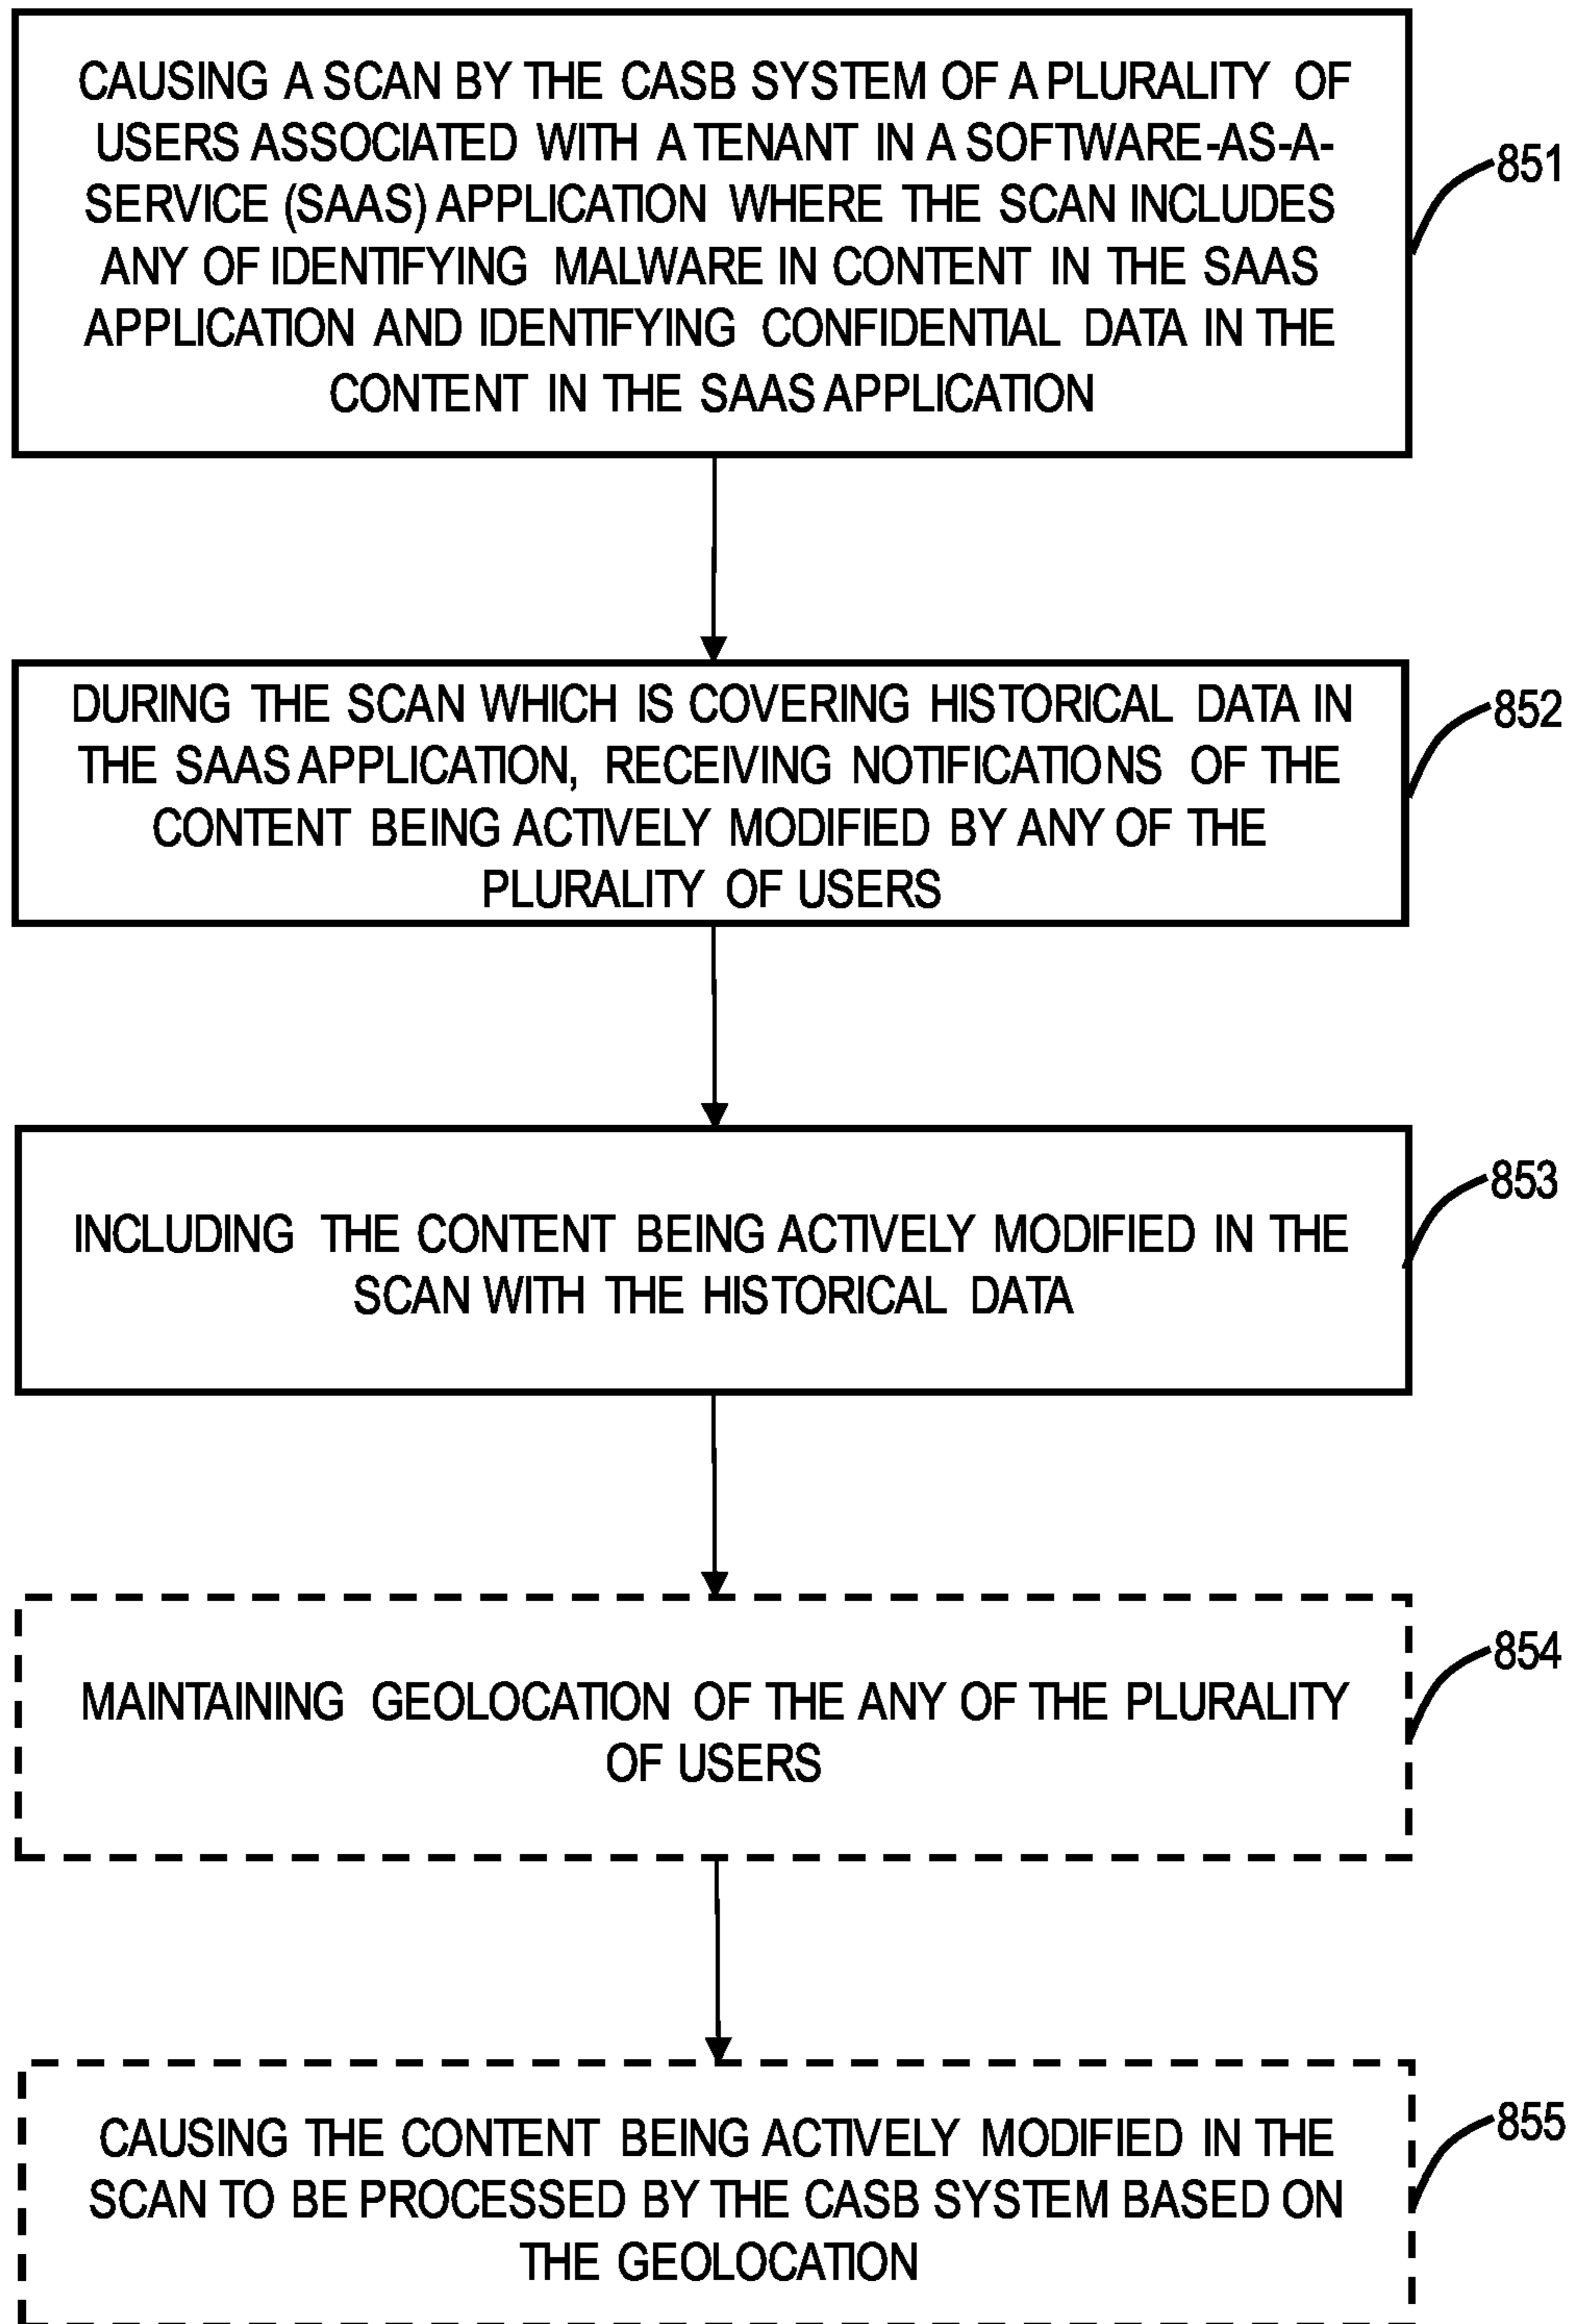 CAUSING A SCAN BY THE CASB SYSTEM OF A PLURALITY OF
USERS ASSOCIATED WITH A TENANT IN A SOFTWARE-AS-A-
SERVICE (SAAS) APPLICATION WHERE THE SCAN INCLUDES
ANY OF IDENTIFYING MALWARE IN CONTENT IN THE SAAS
APPLICATION AND IDENTIFYING CONFIDENTIAL DATA IN THE
CONTENT IN THE SAAS APPLICATION
851
DURING THE SCAN WHICH IS COVERING HISTORICAL DATA IN
THE SAAS APPLICATION, RECEIVING NOTIFICATIONS OF THE
CONTENT BEING ACTIVELY MODIFIED BY ANY OF THE
PLURALITY OF USERS
852
INCLUDING THE CONTENT BEING ACTIVELY MODIFIED IN THE
SCAN WITH THE HISTORICAL DATA
853
MAINTAINING GEOLOCATION OF THE ANY OF THE PLURALITY
OF USERS
854
CAUSING THE CONTENT BEING ACTIVELY MODIFIED IN THE
SCAN TO BE PROCESSED BY THE CASB SYSTEM BASED ON
THE GEOLOCATION
855